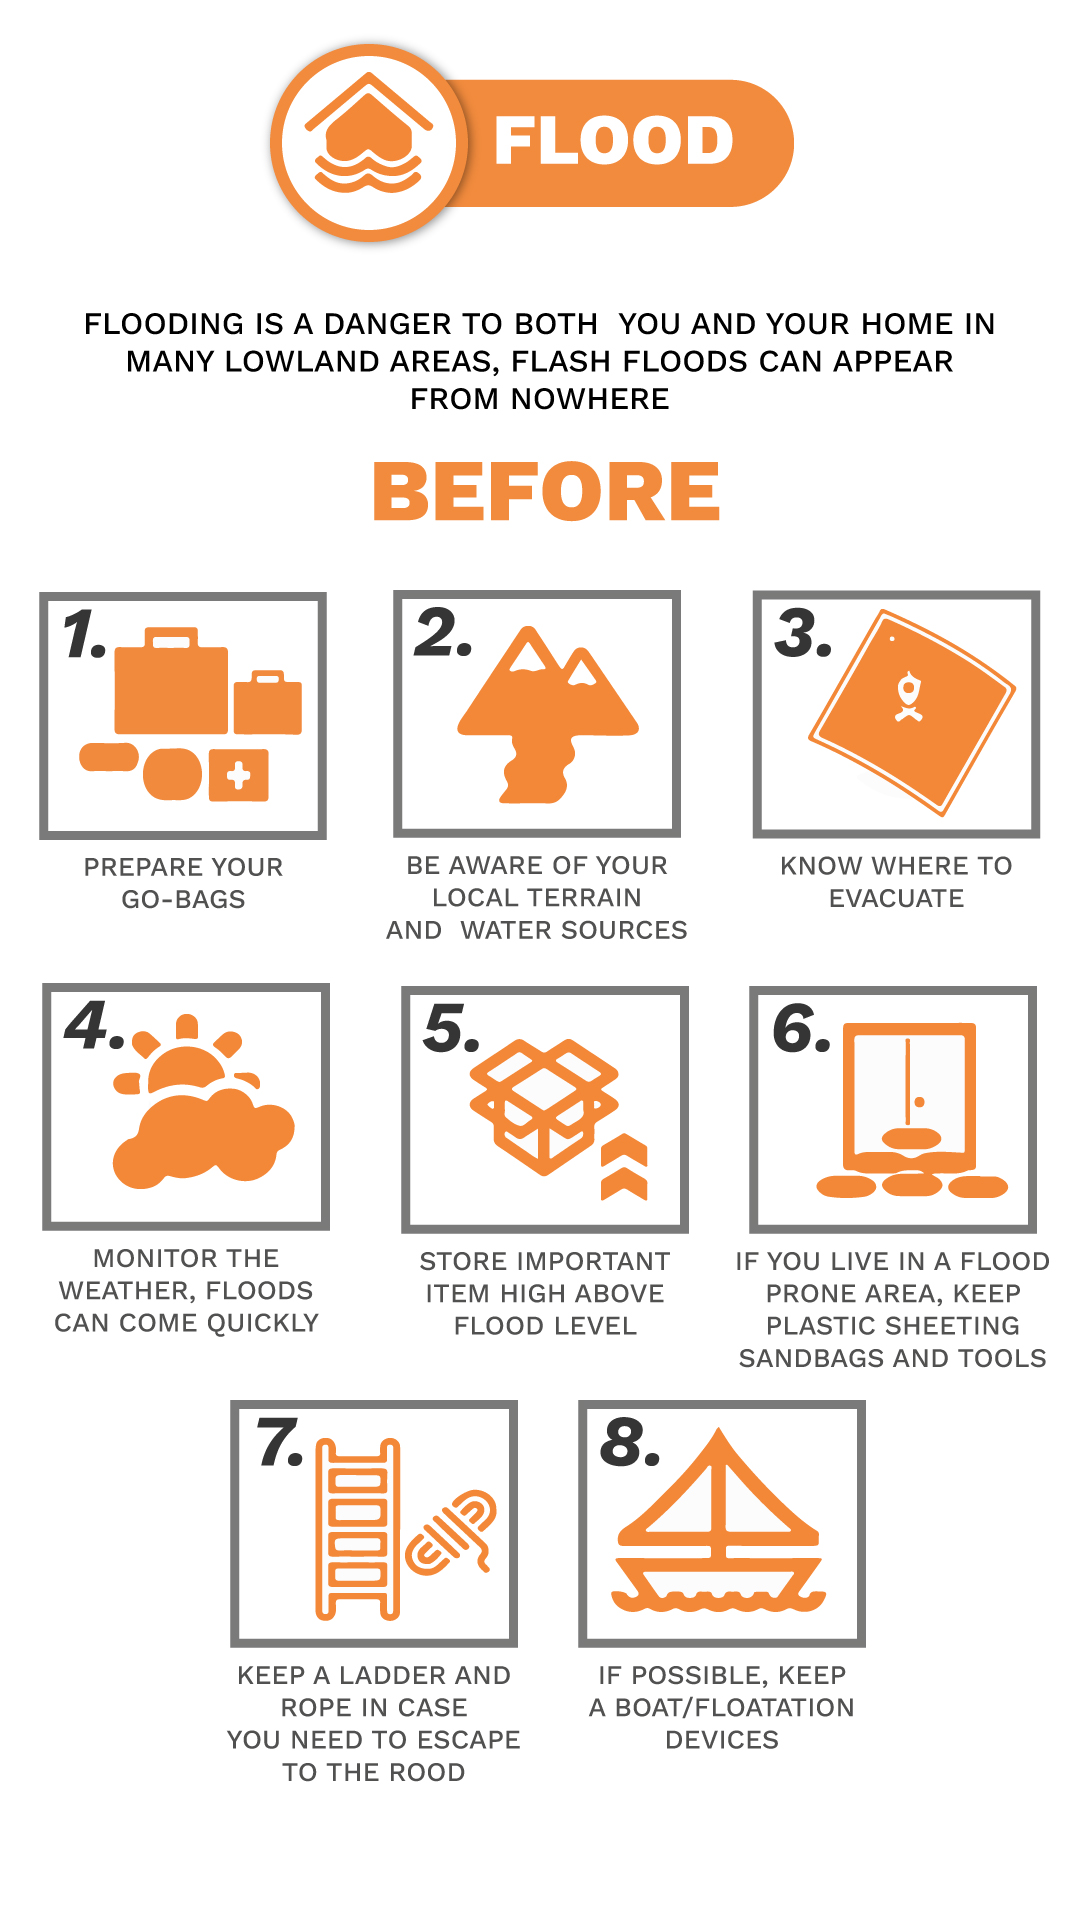 FLOOD
FLOODING IS A DANGER TO BOTH  YOU AND YOUR HOME IN
MANY LOWLAND AREAS, FLASH FLOODS CAN APPEAR
FROM NOWHERE
BEFORE
1.
PREPARE YOUR
GO-BAGS
2.
BE AWARE OF YOUR
LOCAL TERRAIN
AND  WATER SOURCES
3.
KNOW WHERE TO
EVACUATE
4.
MONITOR THE
WEATHER, FLOODS
CAN COME QUICKLY
5.
STORE IMPORTANT
ITEM HIGH ABOVE
FLOOD LEVEL
6.
IF YOU LIVE IN A FLOOD
PRONE AREA, KEEP
PLASTIC SHEETING
SANDBAGS AND TOOLS
7.
KEEP A LADDER AND
ROPE IN CASE
YOU NEED TO ESCAPE
TO THE ROOD
8.
IF POSSIBLE, KEEP
A BOAT/FLOATATION
DEVICES